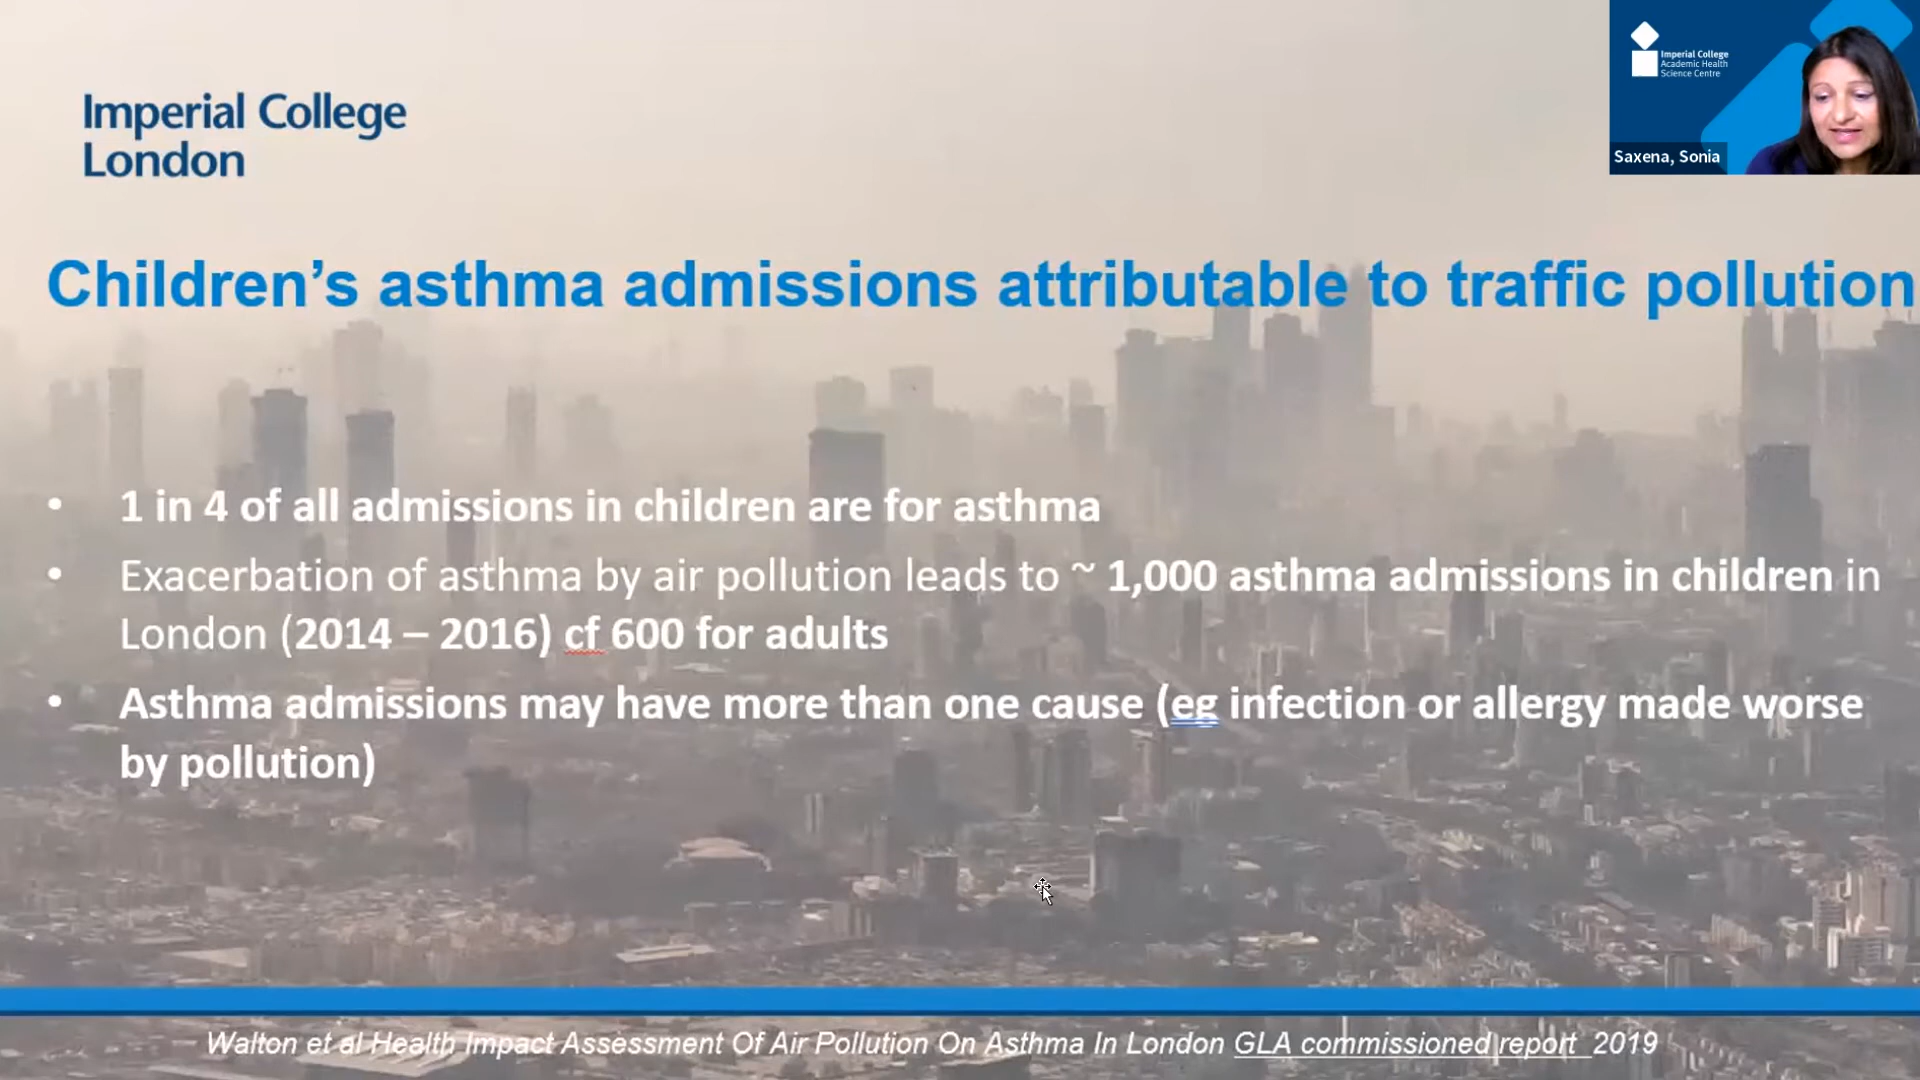 Imperial College
London
Imperial College
Academic Health
Science Centre
Saxena, Sonia
Children’s asthma admissions attributable to traffic pollution
• 1 in 4 of all admissions in children are for asthma
• Exacerbation of asthma by air pollution leads to ~ 1,000 asthma admissions in children in
London (2014 – 2016) cf 600 for adults
• Asthma admissions may have more than one cause (eg infection or allergy made worse
by pollution)
Walton et al Health Impact Assessment Of Air Pollution On Asthma In London GLA commissioned report 2019